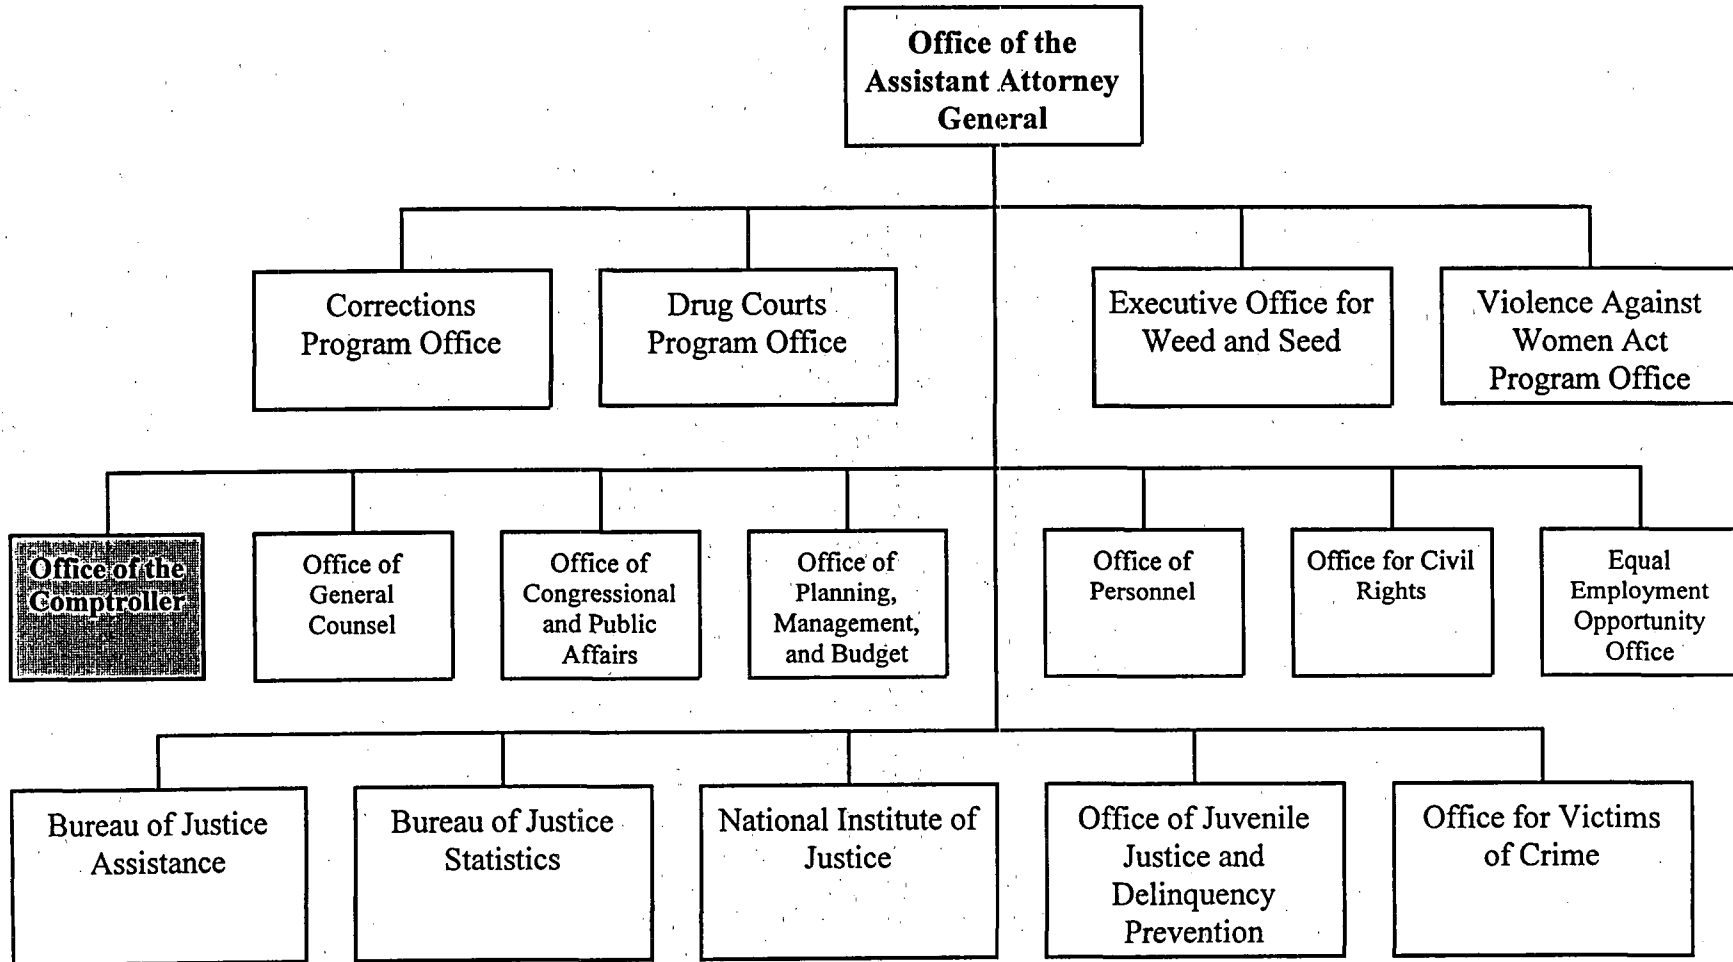 Office of the
Assistant Attorney
General
Corrections
Program Office
Drug Courts
Program Office
Executive Office for
Weed and Seed
Violence Against
Women Act
Program Office
Office of the
Comptroller
Office of
General
Counsel
Office of
Congressional
and Public
Affairs
Office of
Planning,
Management,
and Budget
Office of
Personnel
Office for Civil
Rights
Equal
Employment
Opportunity
Office
Bureau of Justice
Assistance
Bureau of Justice
Statistics
National Institute of
Justice
Office of Juvenile
Justice and
Delinquency
Prevention
Office for Victims
of Crime